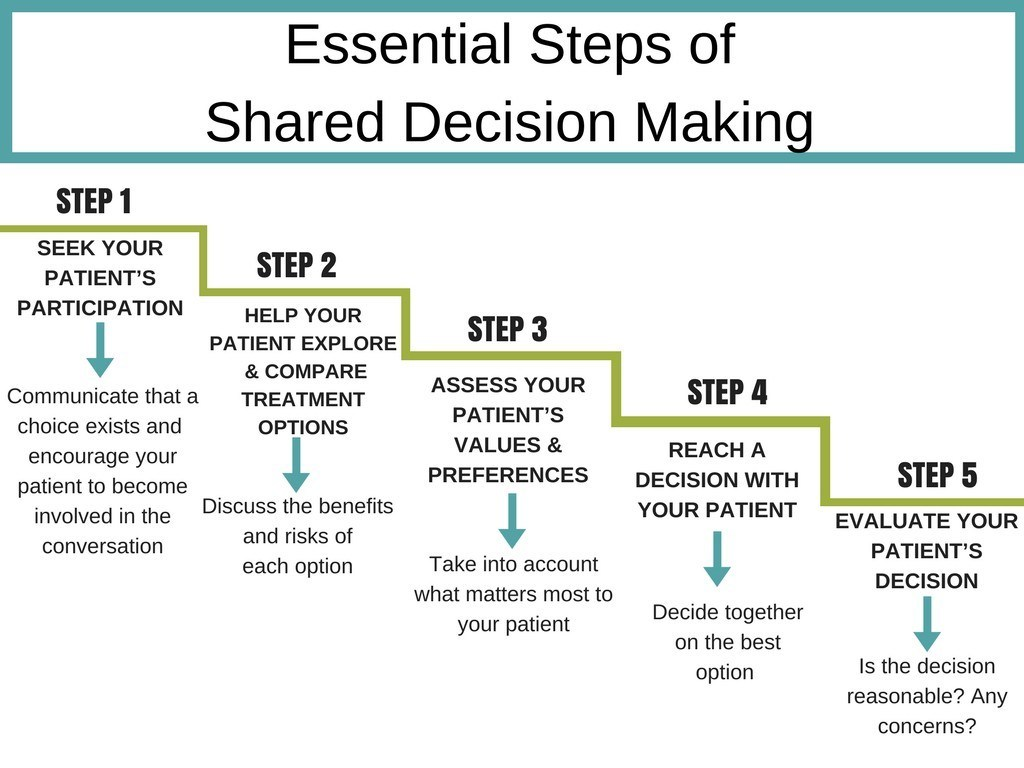 Essential Steps of
Shared Decision Making
STEP 1
SEEK YOUR
PATIENT'S
PARTICIPATION
Communicate that a
choice exists and
encourage your
patient to become
involved in the
conversation
STEP 2
HELP YOUR
PATIENT EXPLORE
& COMPARE
TREATMENT
OPTIONS
Discuss the benefits
and risks of
each option
STEP 3
ASSESS YOUR
PATIENT'S
VALUES &
PREFERENCES
Take into account
what matters most to
your patient
STEP 4
REACH A
DECISION WITH
YOUR PATIENT
Decide together
on the best
option
STEP 5
EVALUATE YOUR
PATIENT'S
DECISION
Is the decision
reasonable? Any
concerns?